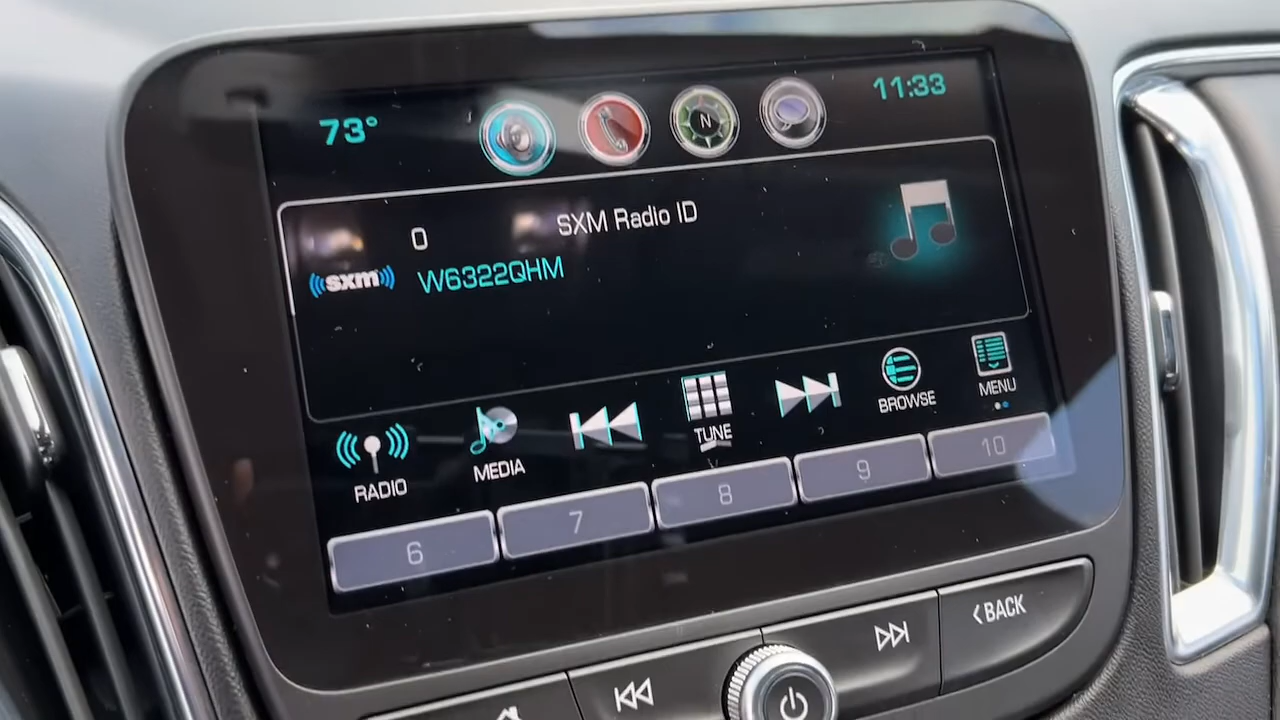 73°
N
11:33
0
SXM Radio ID
((sxm))
W6322QHM
RADIO
MEDIA
TUNE
BROWSE
MENU
6
7
8
9
10
BACK